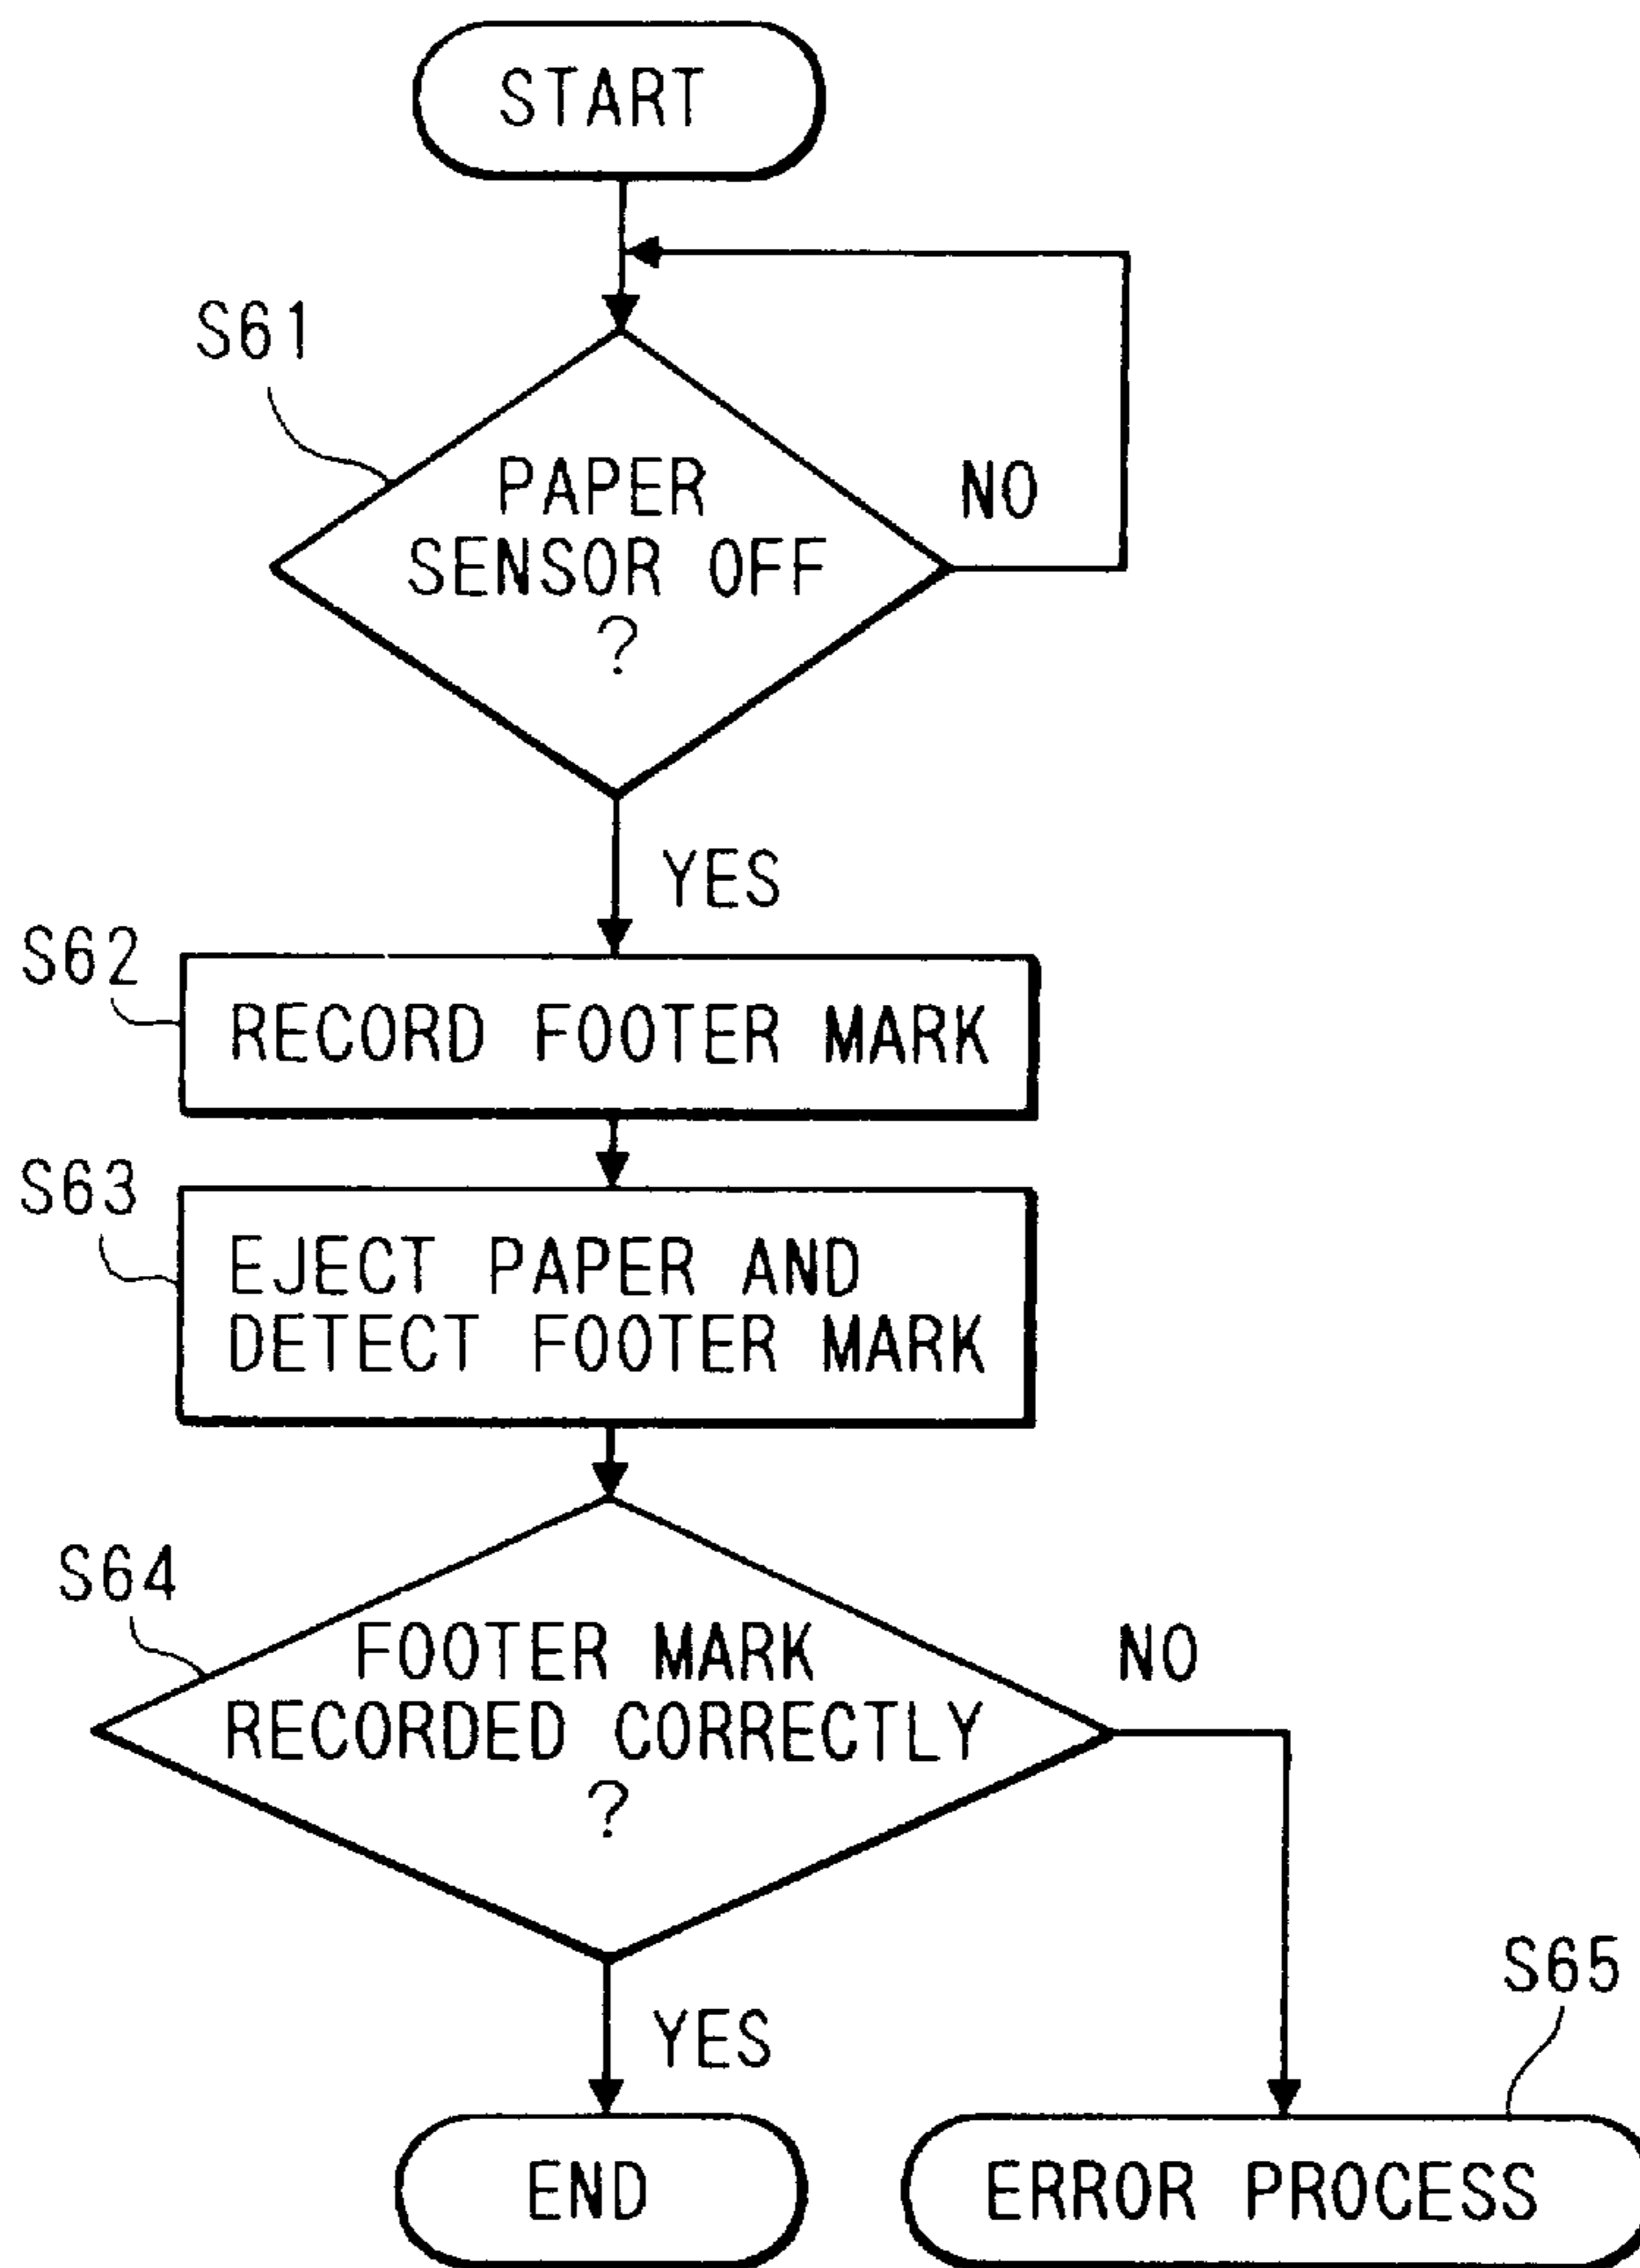 START
S61
PAPER
SENSOR OFF
?
NO
YES
S62
RECORD FOOTER MARK
S63
EJECT PAPER AND
DETECT FOOTER MARK
S64
FOOTER MARK
RECORDED CORRECTLY
?
NO
YES
S65
END
ERROR PROCESS